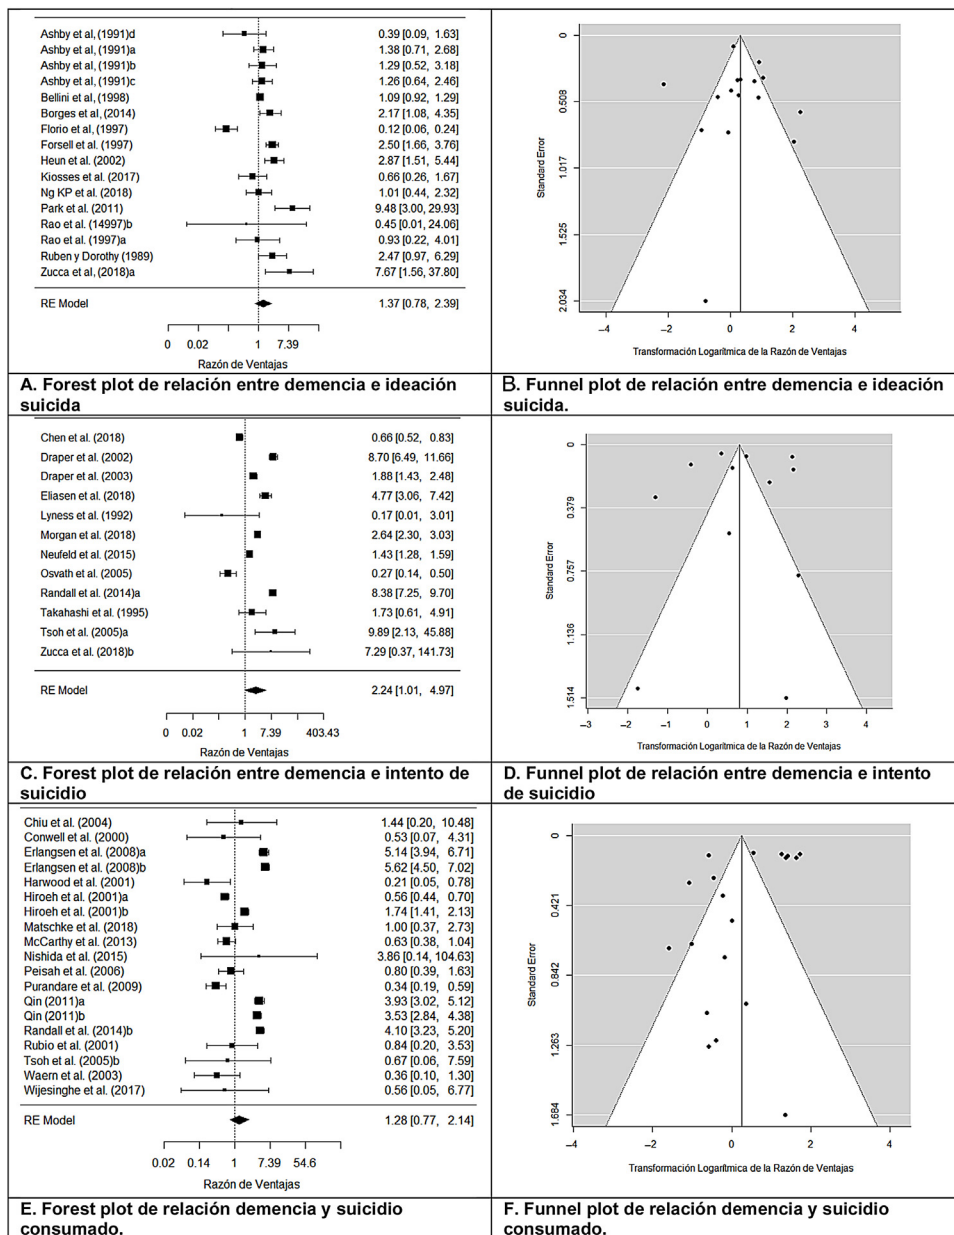 Ashby et al, (1991)d 0.39 [0.09, 1.63]
Ashby et al, (1991)a 1.38 [0.71, 2.68]
Ashby et al, (1991)b 1.29 [0.52, 3.18]
Ashby et al, (1991)c 1.26 [0.64, 2.46]
Bellini et al, (1998) 1.09 [0.92, 1.29]
Borges et al, (2014) 2.17 [1.08, 4.35]
Florio et al, (1997) 0.12 [0.06, 0.24]
Forsell et al. (1997) 2.50 [1.66, 3.76]
Heun et al. (2002) 2.87 [1.51, 5.44]
Kiosses et al. (2017) 0.66 [0.26, 1.67]
Ng KP et al. (2018) 1.01 [0.44, 2.32]
Park et al. (2011) 9.48 [3.00, 29.93]
Rao et al. (14997)b 0.45 [0.01, 24.06]
Rao et al. (1997)a 0.93 [0.22, 4.01]
Ruben y Dorothy (1989) 2.47 [0.97, 6.29]
Zucca et al, (2018)a 7.67 [1.56, 37.80]
RE Model 1.37 [0.78, 2.39]
0 0.02 1 7.39
Razón de Ventajas
Standard Error
0
0.508
1.017
1.525
2.034
−4 −2 0 2 4
Transformación Logarítmica de la Razón de Ventajas
A. Forest plot de relación entre demencia e ideación
suicida
B. Funnel plot de relación entre demencia e ideación
suicida.
Chen et al. (2018) 0.66 [0.52, 0.83]
Draper et al. (2002) 8.70 [6.49, 11.66]
Draper et al. (2003) 1.88 [1.43, 2.48]
Eliasen et al. (2018) 4.77 [3.06, 7.42]
Lyness et al. (1992) 0.17 [0.01, 3.01]
Morgan et al. (2018) 2.64 [2.30, 3.03]
Neufeld et al. (2015) 1.43 [1.28, 1.59]
Osvath et al. (2005) 0.27 [0.14, 0.50]
Randall et al. (2014)a 8.38 [7.25, 9.70]
Takahashi et al. (1995) 1.73 [0.61, 4.91]
Tsoh et al. (2005)a 9.89 [2.13, 45.88]
Zucca et al. (2018)b 7.29 [0.37, 141.73]
RE Model 2.24 [1.01, 4.97]
0 0.02 1 7.39 403.43
Razón de Ventajas
Standard Error
0
0.379
0.757
1.136
1.514
−3 −2 −1 0 1 2 3 4
Transformación Logarítmica de la Razón de Ventajas
C. Forest plot de relación entre demencia e intento de
suicidio
D. Funnel plot de relación entre demencia e intento
de suicidio
Chiu et al. (2004) 1.44 [0.20, 10.48]
Conwell et al. (2000) 0.53 [0.07, 4.31]
Erlangsen et al. (2008)a 5.14 [3.94, 6.71]
Erlangsen et al. (2008)b 5.62 [4.50, 7.02]
Harwood et al. (2001) 0.21 [0.05, 0.78]
Hiroeh et al. (2001)a 0.56 [0.44, 0.70]
Hiroeh et al. (2001)b 1.74 [1.41, 2.13]
Matschke et al. (2018) 1.00 [0.37, 2.73]
McCarthy et al. (2013) 0.63 [0.38, 1.04]
Nishida et al. (2015) 3.86 [0.14, 104.63]
Peisah et al. (2006) 0.80 [0.39, 1.63]
Purandare et al. (2009) 0.34 [0.19, 0.59]
Qin (2011)a 3.93 [3.02, 5.12]
Qin (2011)b 3.53 [2.84, 4.38]
Randall et al. (2014)b 4.10 [3.23, 5.20]
Rubio et al. (2001) 0.84 [0.20, 3.53]
Tsoh et al. (2005)b 0.67 [0.06, 7.59]
Waern et al. (2003) 0.36 [0.10, 1.30]
Wijesinghe et al. (2017) 0.56 [0.05, 6.77]
RE Model 1.28 [0.77, 2.14]
0.02 0.14 1 7.39 54.6
Razón de Ventajas
Standard Error
0
0.421
0.842
1.263
1.684
−4 −2 0 2 4
Transformación Logarítmica de la Razón de Ventajas
E. Forest plot de relación demencia y suicidio
consumado.
F. Funnel plot de relación demencia y suicidio
consumado.